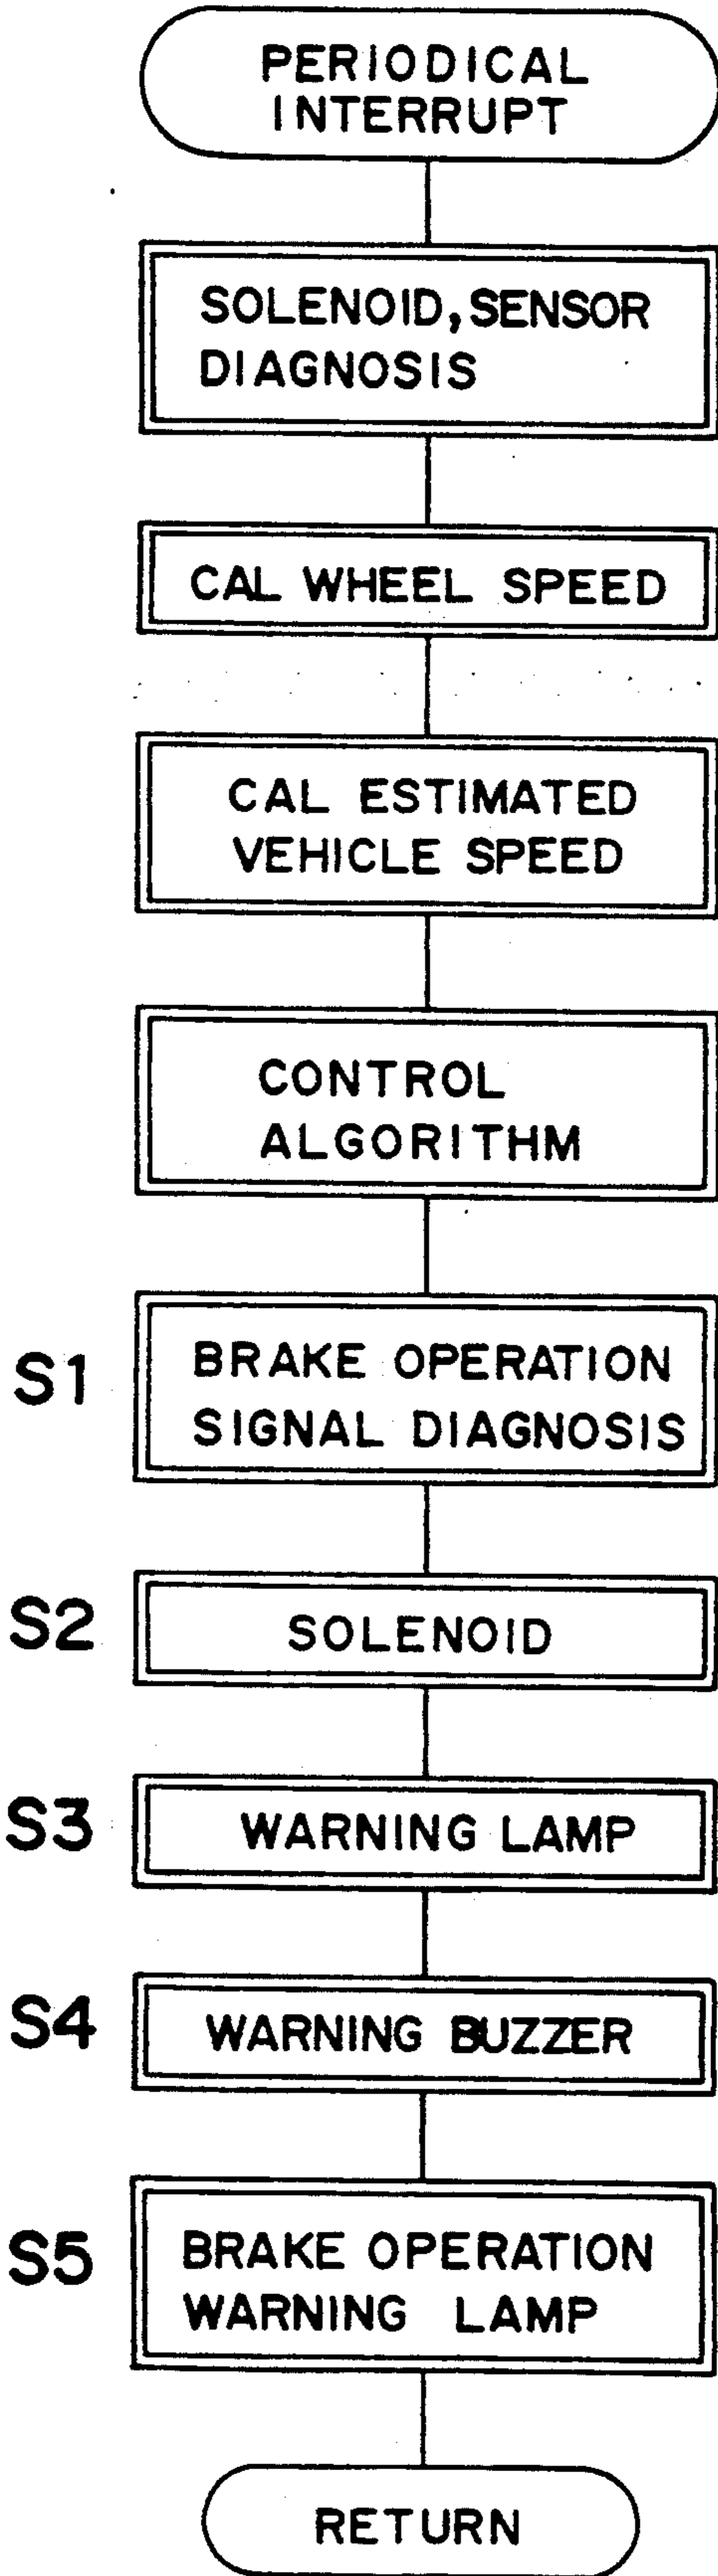 PERIODICAL
INTERRUPT
SOLENOID, SENSOR
DIAGNOSIS
CAL WHEEL SPEED
CAL ESTIMATED
VEHICLE SPEED
CONTROL
ALGORITHM
S1
BRAKE OPERATION
SIGNAL DIAGNOSIS
S2
SOLENOID
S3
WARNING LAMP
S4
WARNING BUZZER
S5
BRAKE OPERATION
WARNING LAMP
RETURN